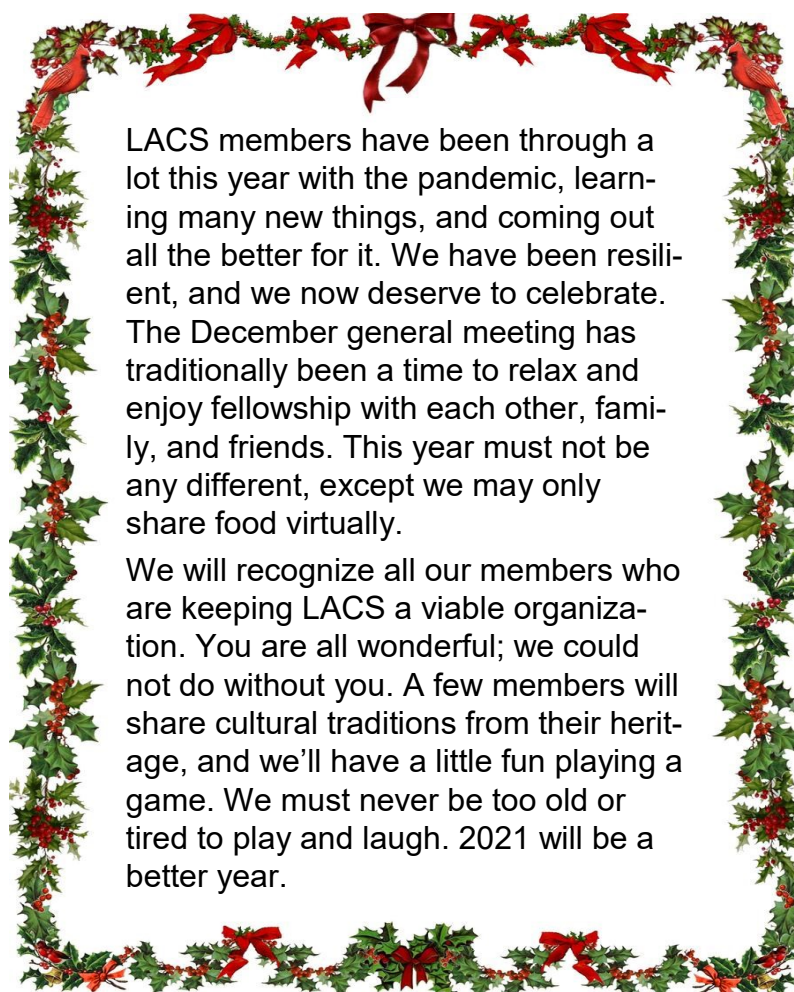 LACS members have been through a
lot this year with the pandemic, learn-
ing many new things, and coming out
all the better for it. We have been resili-
ent, and we now deserve to celebrate.
The December general meeting has
traditionally been a time to relax and
enjoy fellowship with each other, fami-
ly, and friends. This year must not be
any different, except we may only
share food virtually.
We will recognize all our members who
are keeping LACS a viable organiza-
tion. You are all wonderful; we could
not do without you. A few members will
share cultural traditions from their herit-
age, and we’ll have a little fun playing a
game. We must never be too old or
tired to play and laugh. 2021 will be a
better year.